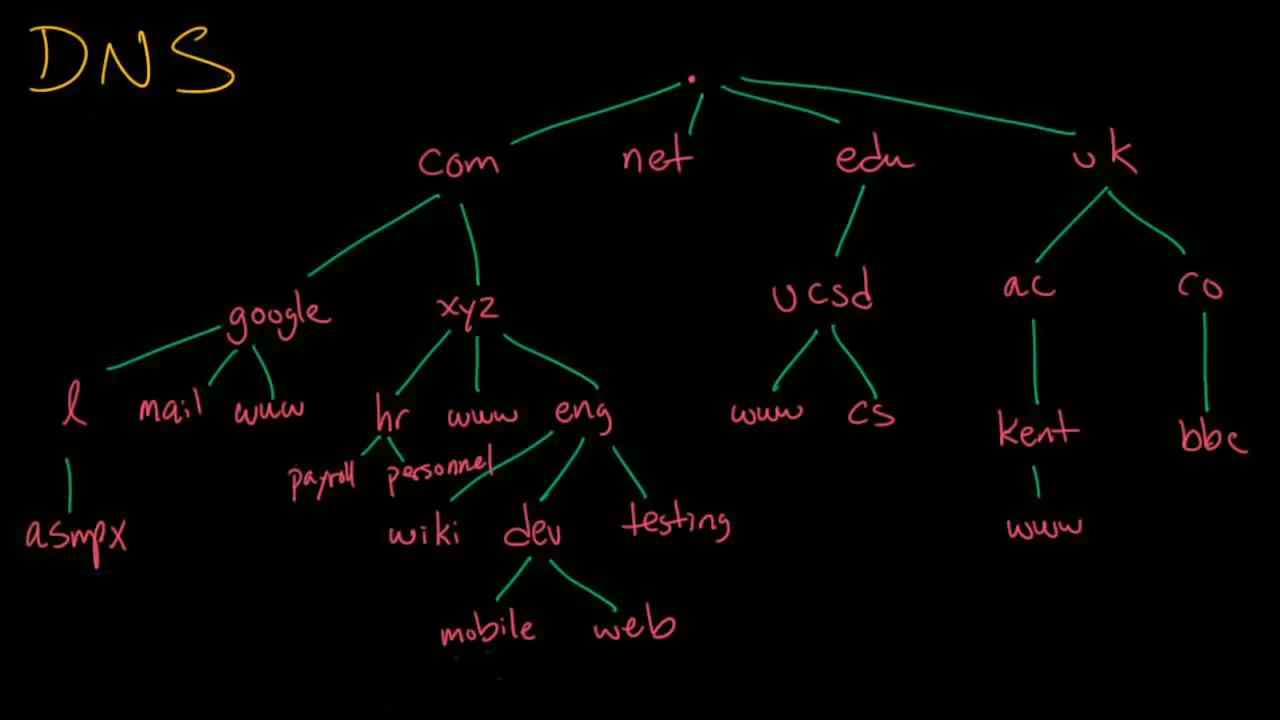 DNS
.
com net edu uk
google xyz ucsd ac co
l mail www hr www eng www cs kent bbc
payroll personnel
asmpx wiki dev testing www
mobile web